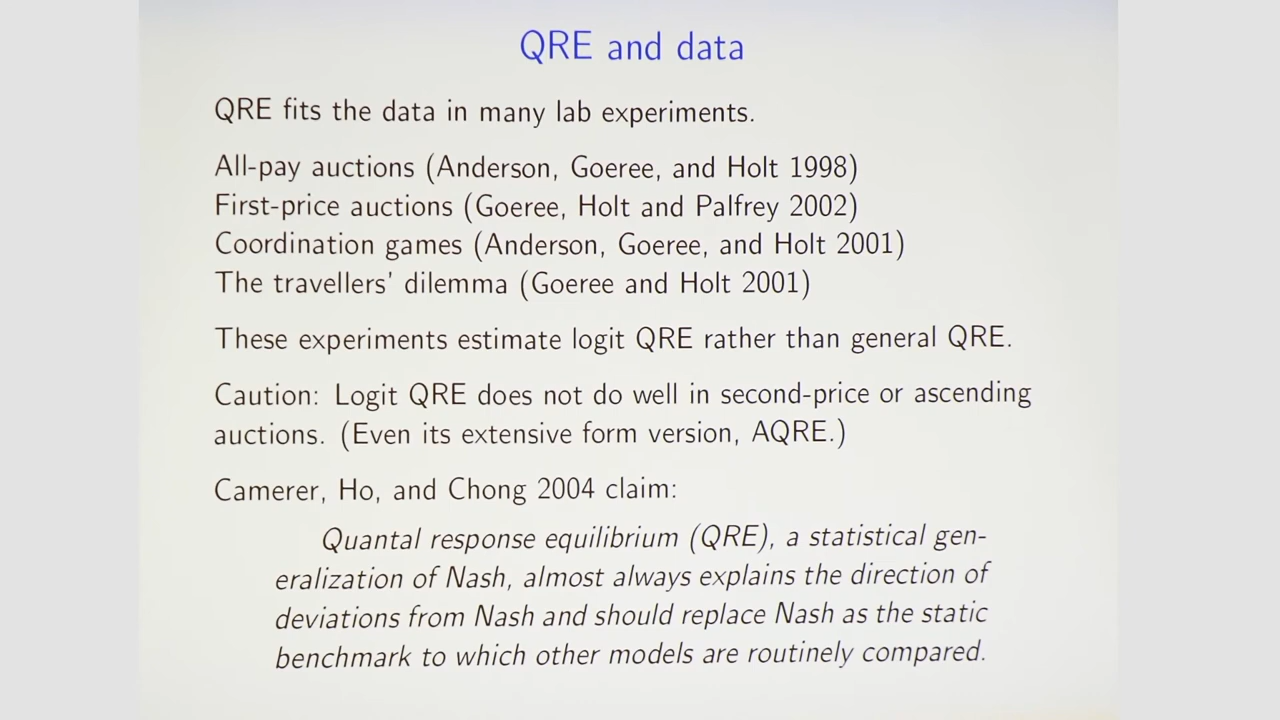 QRE and data
QRE fits the data in many lab experiments.
All-pay auctions (Anderson, Goeree, and Holt 1998)
First-price auctions (Goeree, Holt and Palfrey 2002)
Coordination games (Anderson, Goeree, and Holt 2001)
The travellers' dilemma (Goeree and Holt 2001)
These experiments estimate logit QRE rather than general QRE.
Caution: Logit QRE does not do well in second-price or ascending
auctions. (Even its extensive form version, AQRE.)
Camerer, Ho, and Chong 2004 claim:
Quantal response equilibrium (QRE), a statistical gen-
eralization of Nash, almost always explains the direction of
deviations from Nash and should replace Nash as the static
benchmark to which other models are routinely compared.